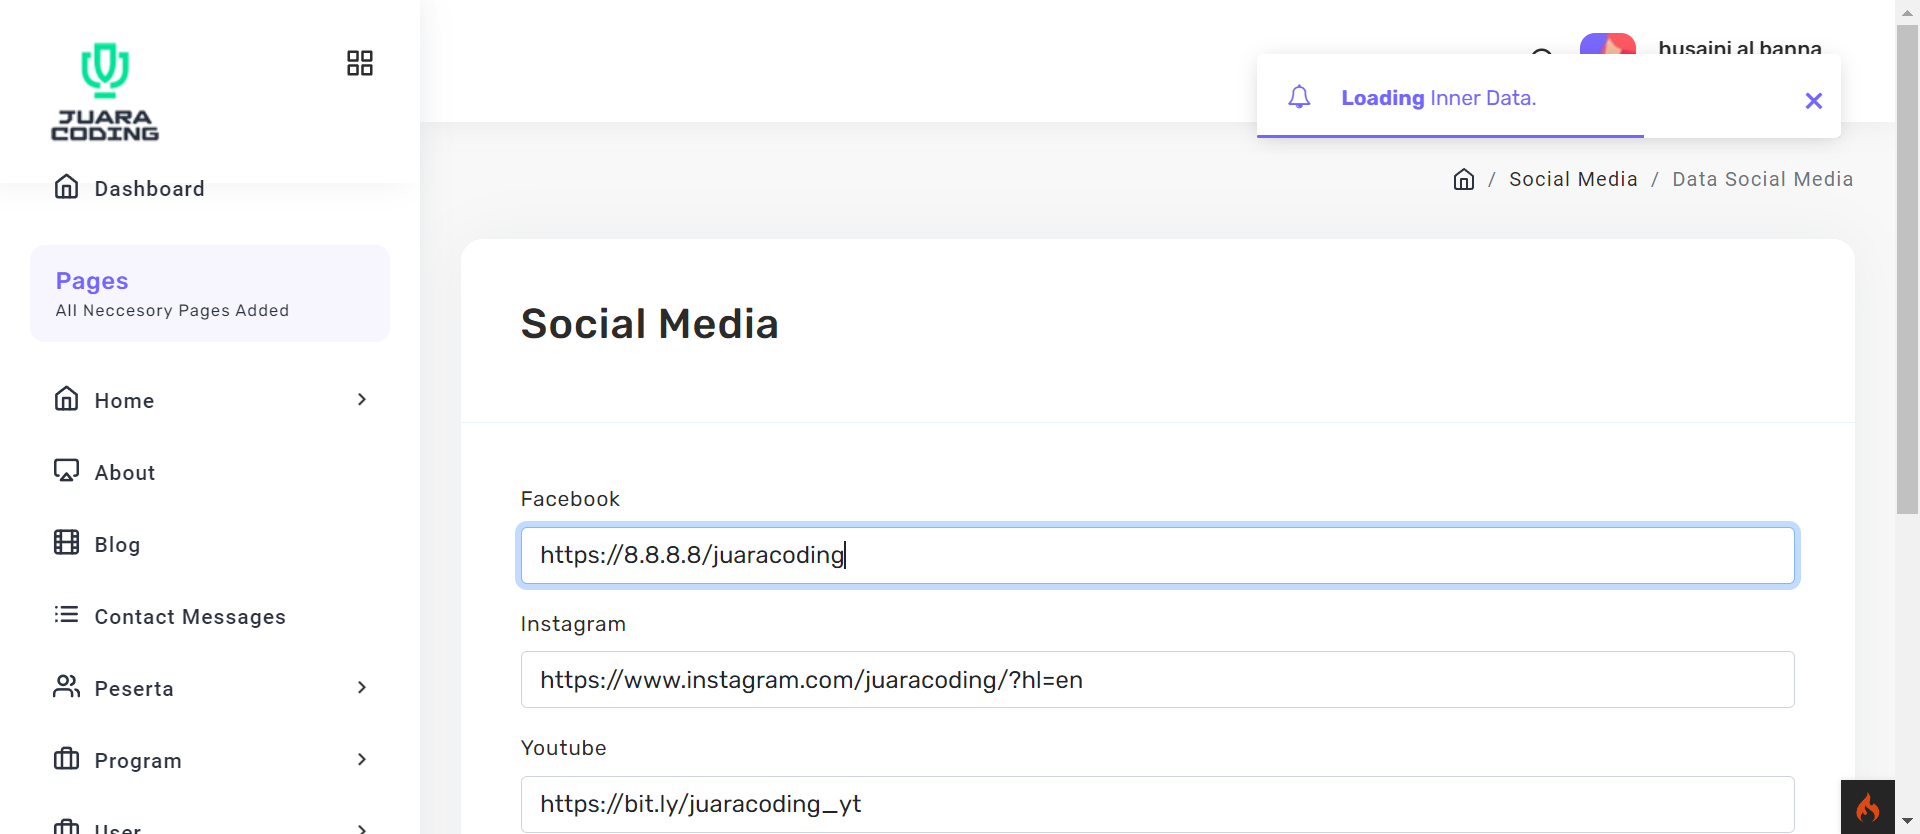 JUARA
CODING
husaini al banna
Loading Inner Data.
Dashboard
/ Social Media / Data Social Media
Pages
All Neccesory Pages Added
Social Media
Home
About
Blog
Contact Messages
Peserta
Program
User
Facebook
https://8.8.8.8/juaracoding
Instagram
https://www.instagram.com/juaracoding/?hl=en
Youtube
https://bit.ly/juaracoding_yt